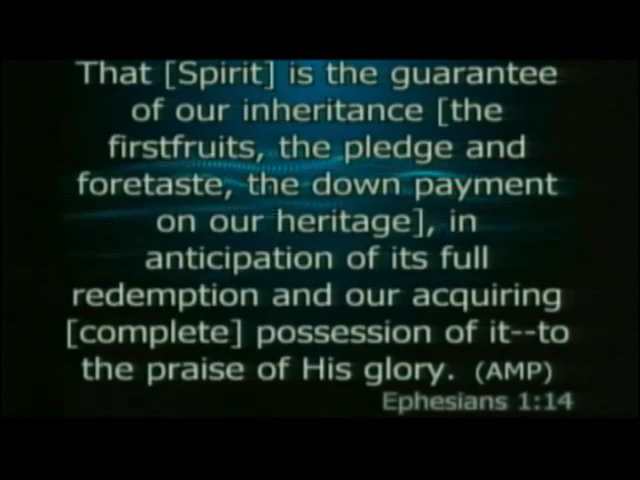 That [Spirit] is the guarantee
of our inheritance [the
firstfruits, the pledge and
foretaste, the down payment
on our heritage], in
anticipation of its full
redemption and our acquiring
[complete] possession of it--to
the praise of His glory. (AMP)
Ephesians 1:14